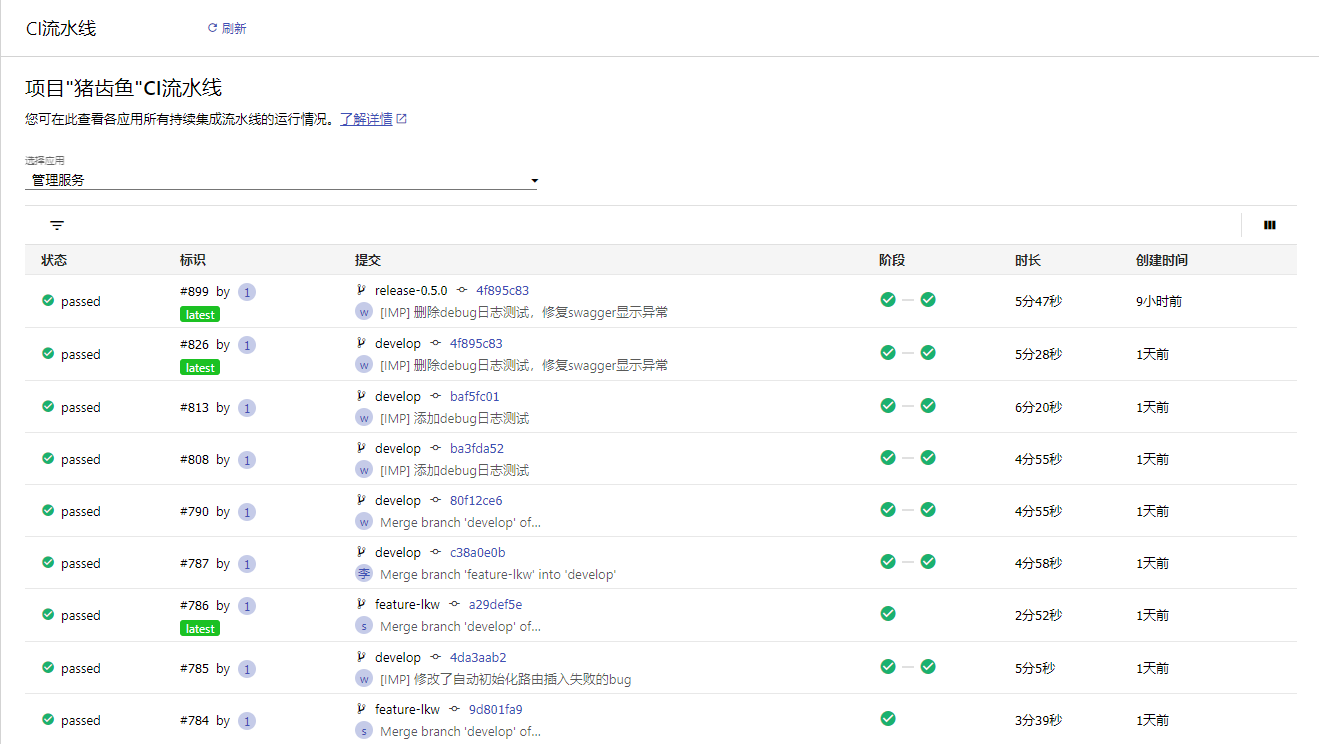 CI流水线 刷新
项目"猪齿鱼"CI流水线
您可在此查看各应用所有持续集成流水线的运行情况。了解详情
选择应用
管理服务
状态 标识 提交 阶段 时长 创建时间
passed #899 by 1 release-0.5.0 4f895c83 5分47秒 9小时前
latest w [IMP] 删除debug日志测试，修复swagger显示异常
passed #826 by 1 develop 4f895c83 5分28秒 1天前
latest w [IMP] 删除debug日志测试，修复swagger显示异常
passed #813 by 1 develop baf5fc01 6分20秒 1天前
w [IMP] 添加debug日志测试
passed #808 by 1 develop ba3fda52 4分55秒 1天前
w [IMP] 添加debug日志测试
passed #790 by 1 develop 80f12ce6 4分55秒 1天前
w Merge branch 'develop' of...
passed #787 by 1 develop c38a0e0b 4分58秒 1天前
李 Merge branch 'feature-lkw' into 'develop'
passed #786 by 1 feature-lkw a29def5e 2分52秒 1天前
latest s Merge branch 'develop' of...
passed #785 by 1 develop 4da3aab2 5分5秒 1天前
w [IMP] 修改了自动初始化路由插入失败的bug
passed #784 by 1 feature-lkw 9d801fa9 3分39秒 1天前
s Merge branch 'develop' of...